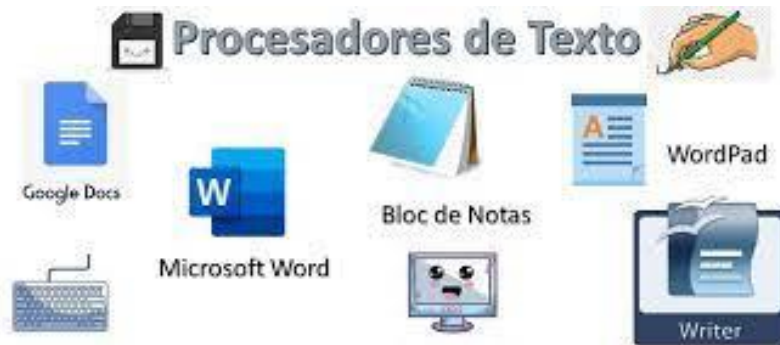 Procesadores de Texto
Google Docs
W
Microsoft Word
Bloc de Notas
A
WordPad
Writer